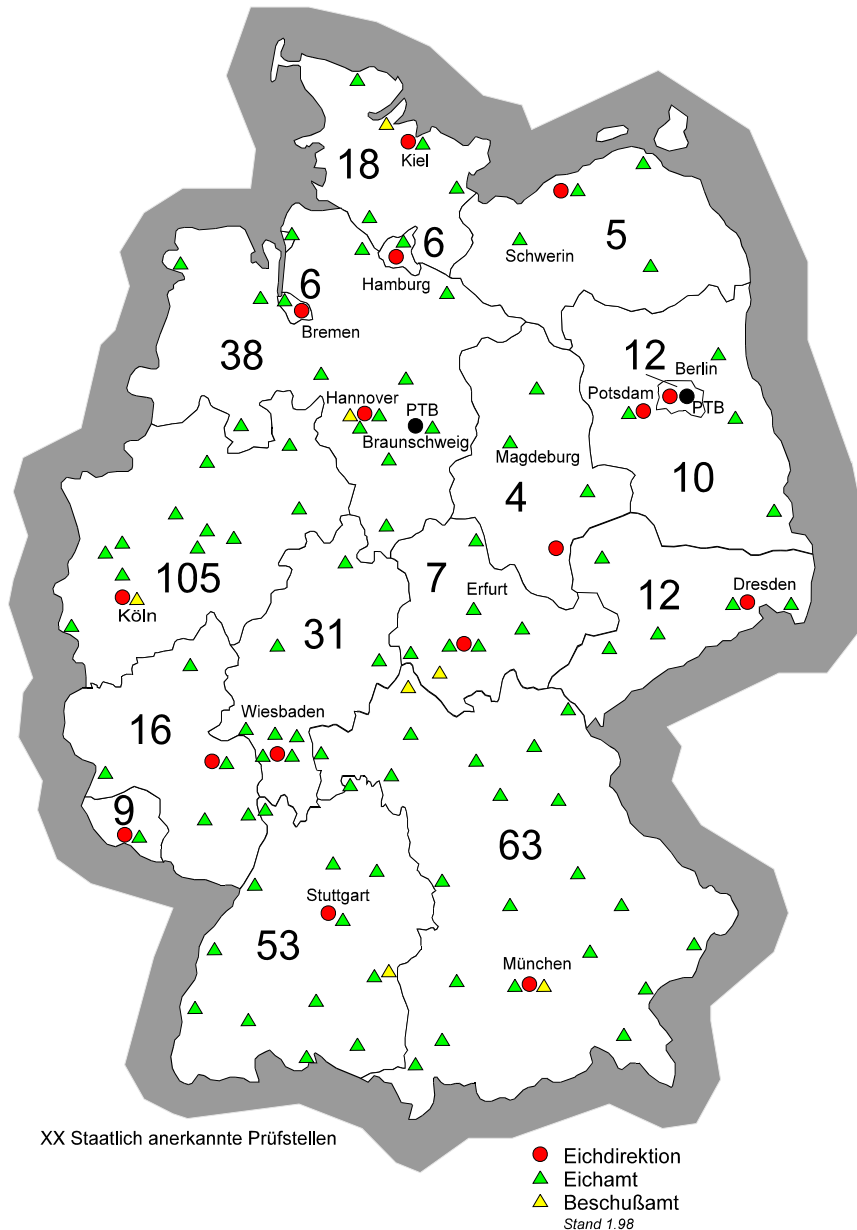 Kiel
18
6
5
Schwerin
Hamburg
6
Bremen
38
12
Berlin
Hannover
PTB
Potsdam
PTB
Braunschweig
Magdeburg
10
4
105
7
Erfurt
12
Dresden
Köln
31
Wiesbaden
16
9
63
Stuttgart
53
München
XX Staatlich anerkannte Prüfstellen
Eichdirektion
Eichamt
Beschußamt
Stand 1.98